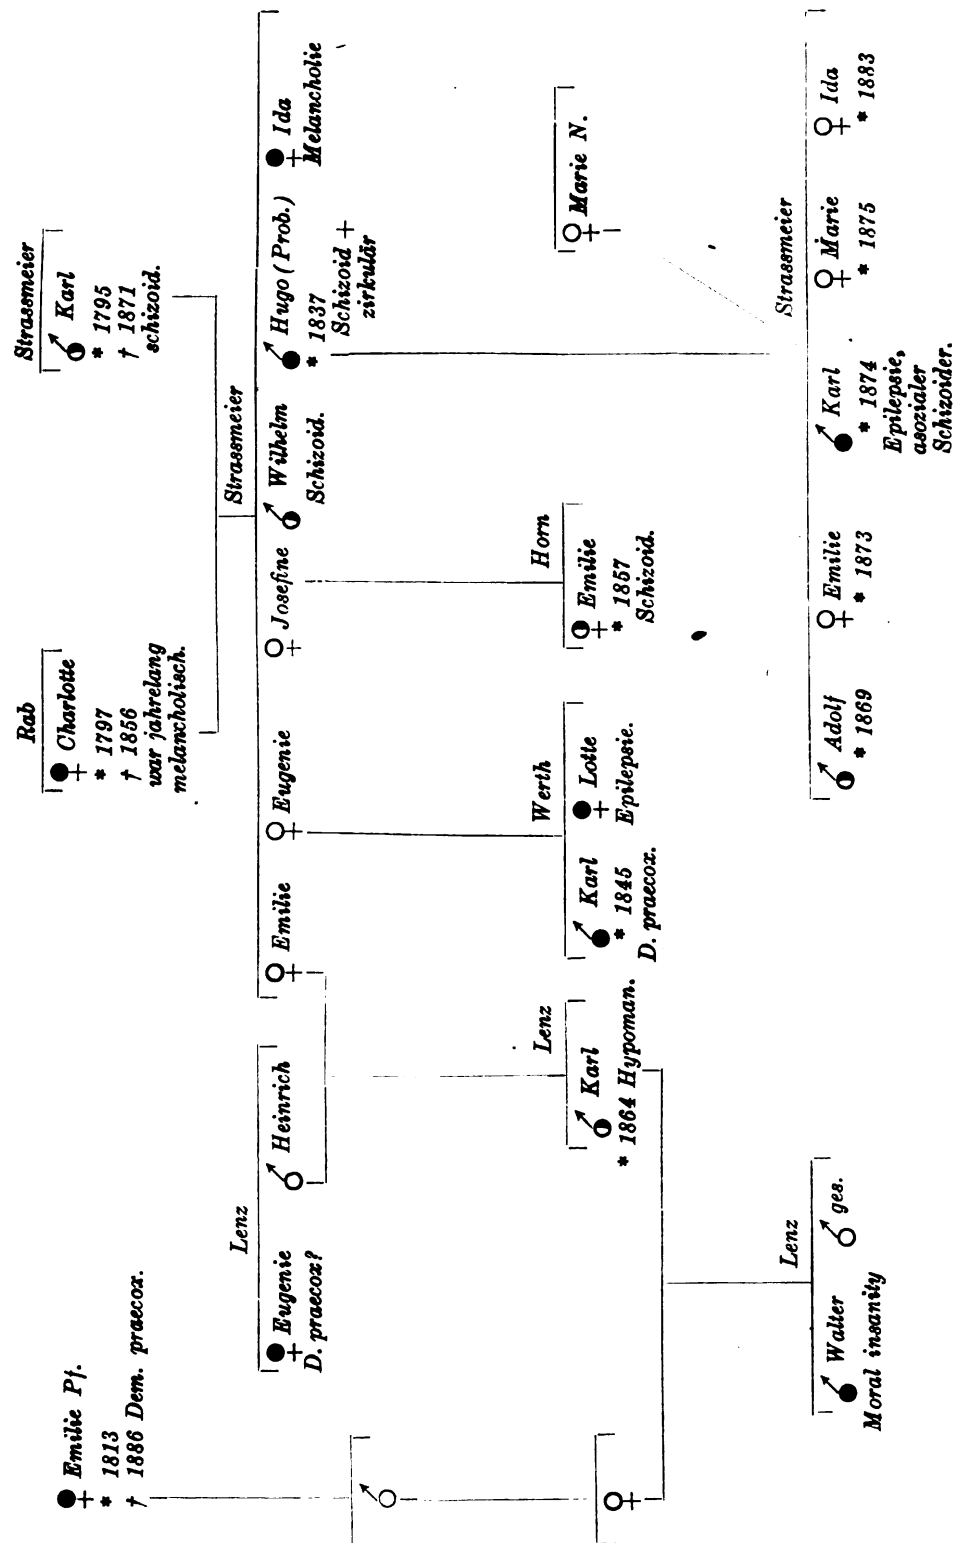 Emilie Pf.
* 1813
† 1886 Dem. praecox.
Rab
Charlotte
* 1797
† 1856
war jahrelang
melancholisch.
Strassmeier
Karl
* 1795
† 1871
schizoid.
Lenz
Eugenie
D. praecox?
Heinrich
Strassmeier
Emilie
Eugenie
Josefine
Wilhelm
Schizoid.
Hugo (Prob.)
* 1837
Schizoid +
zirkulär
Ida
Melancholie
Lenz
Karl
* 1864 Hypoman.
Werth
Karl
* 1845
D. praecox.
Lotte
Epilepsie.
Horn
Emilie
* 1857
Schizoid.
Marie N.
Lenz
Walter
Moral insanity
ges.
Strassmeier
Adolf
* 1869
Emilie
* 1873
Karl
* 1874
Epilepsie,
asozialer
Schizoider.
Marie
* 1875
Ida
* 1883